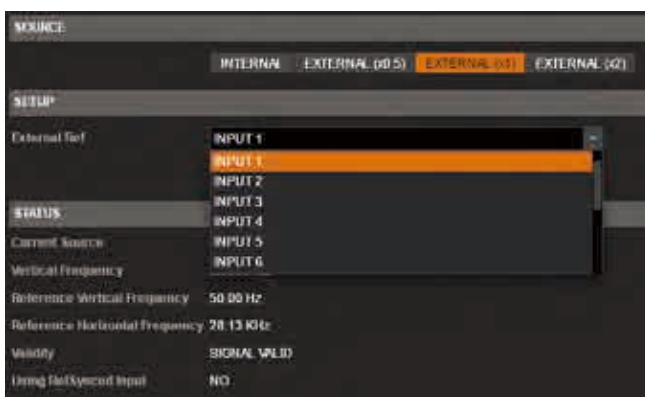 SOURCE
INTERNAL EXTERNAL (x0.5) EXTERNAL (x1) EXTERNAL (x2)
SETUP
External Ref INPUT 1
INPUT 1
INPUT 2
INPUT 3
STATUS INPUT 4
Current Source INPUT 5
Vertical Frequency INPUT 6
Reference Vertical Frequency 50.00 Hz
Reference Horizontal Frequency 28.13 KHz
Validity SIGNAL VALID
Using RefSynced Input NO